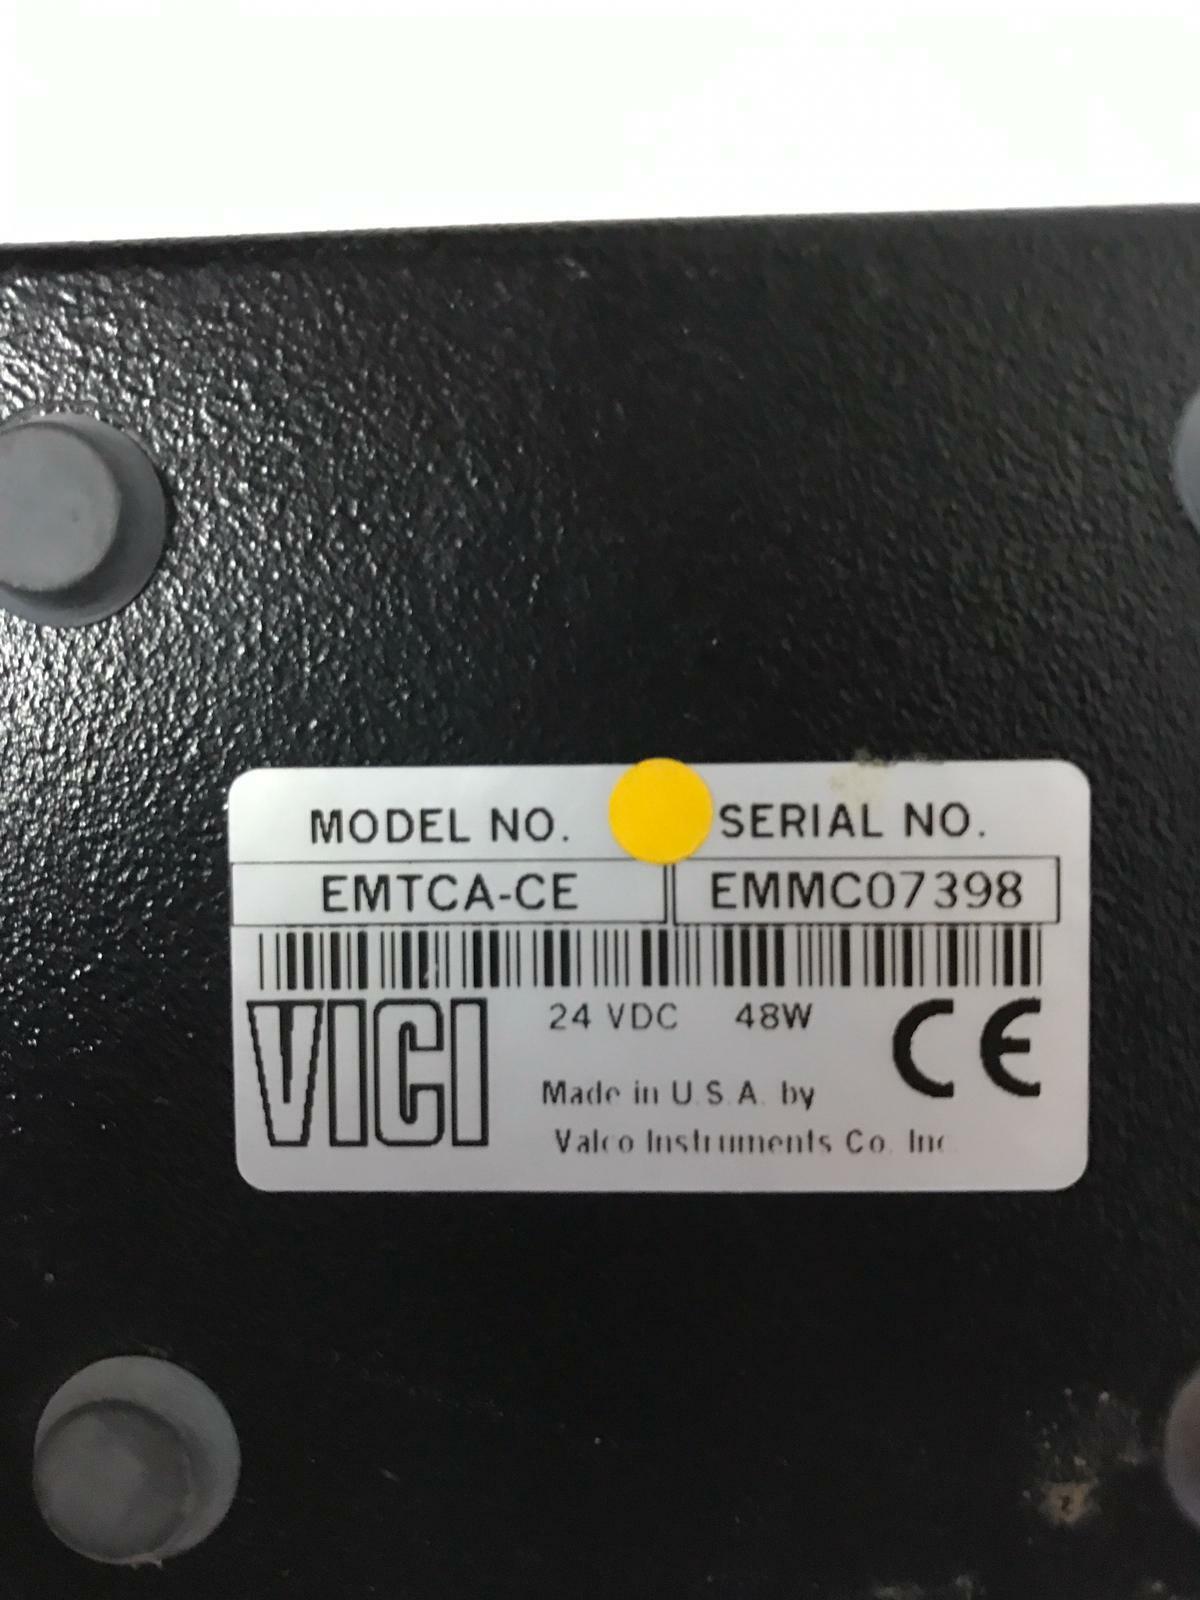 MODEL NO. SERIAL NO.
EMTCA-CE EMMC07398
VICI 24 VDC 48W CE
Made in U.S.A. by
Valco Instruments Co. Inc.